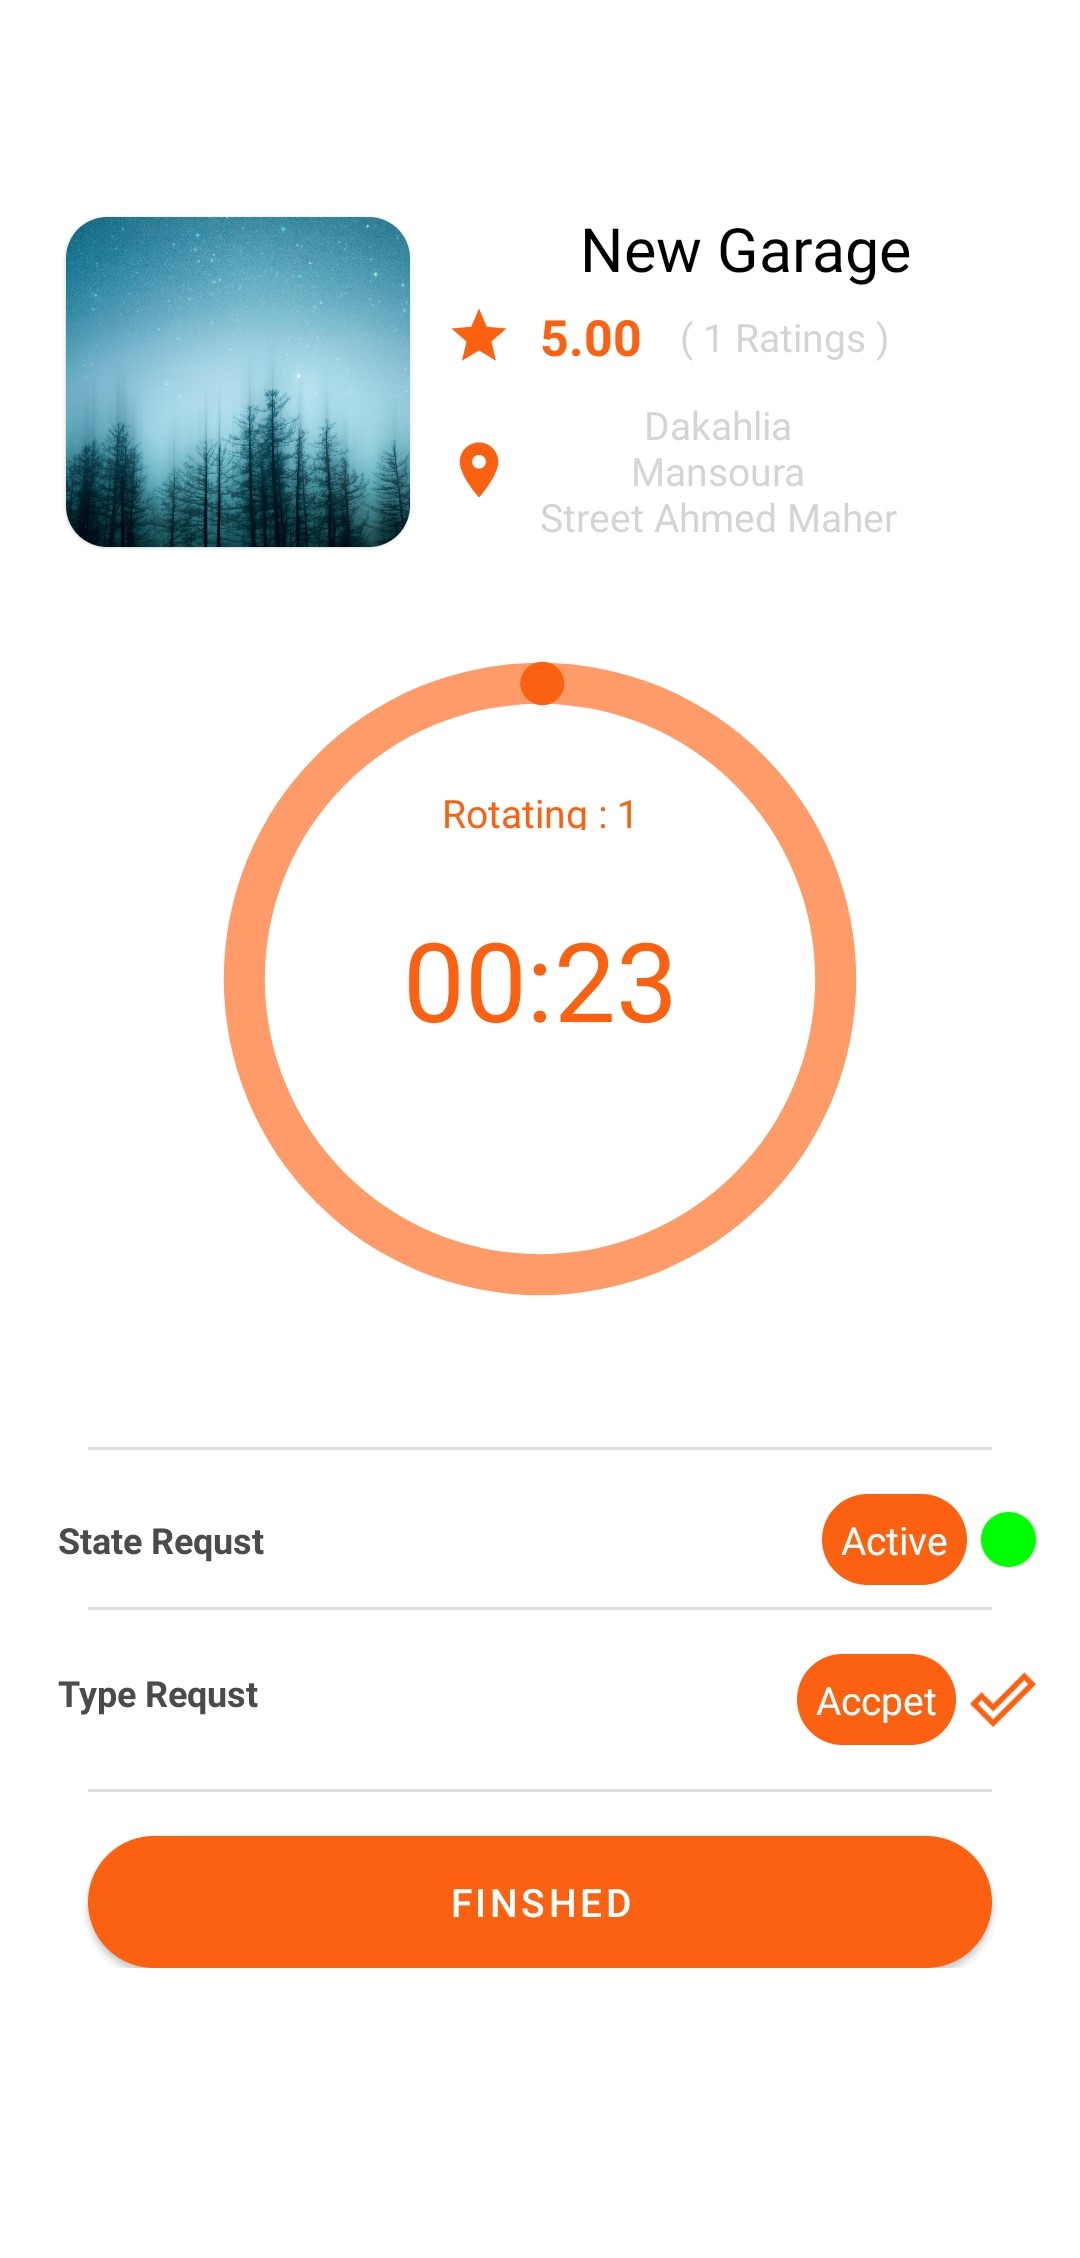 New Garage
5.00 ( 1 Ratings )
Dakahlia
Mansoura
Street Ahmed Maher
Rotating : 1
00:23
State Requst Active
Type Requst Accpet
FINSHED